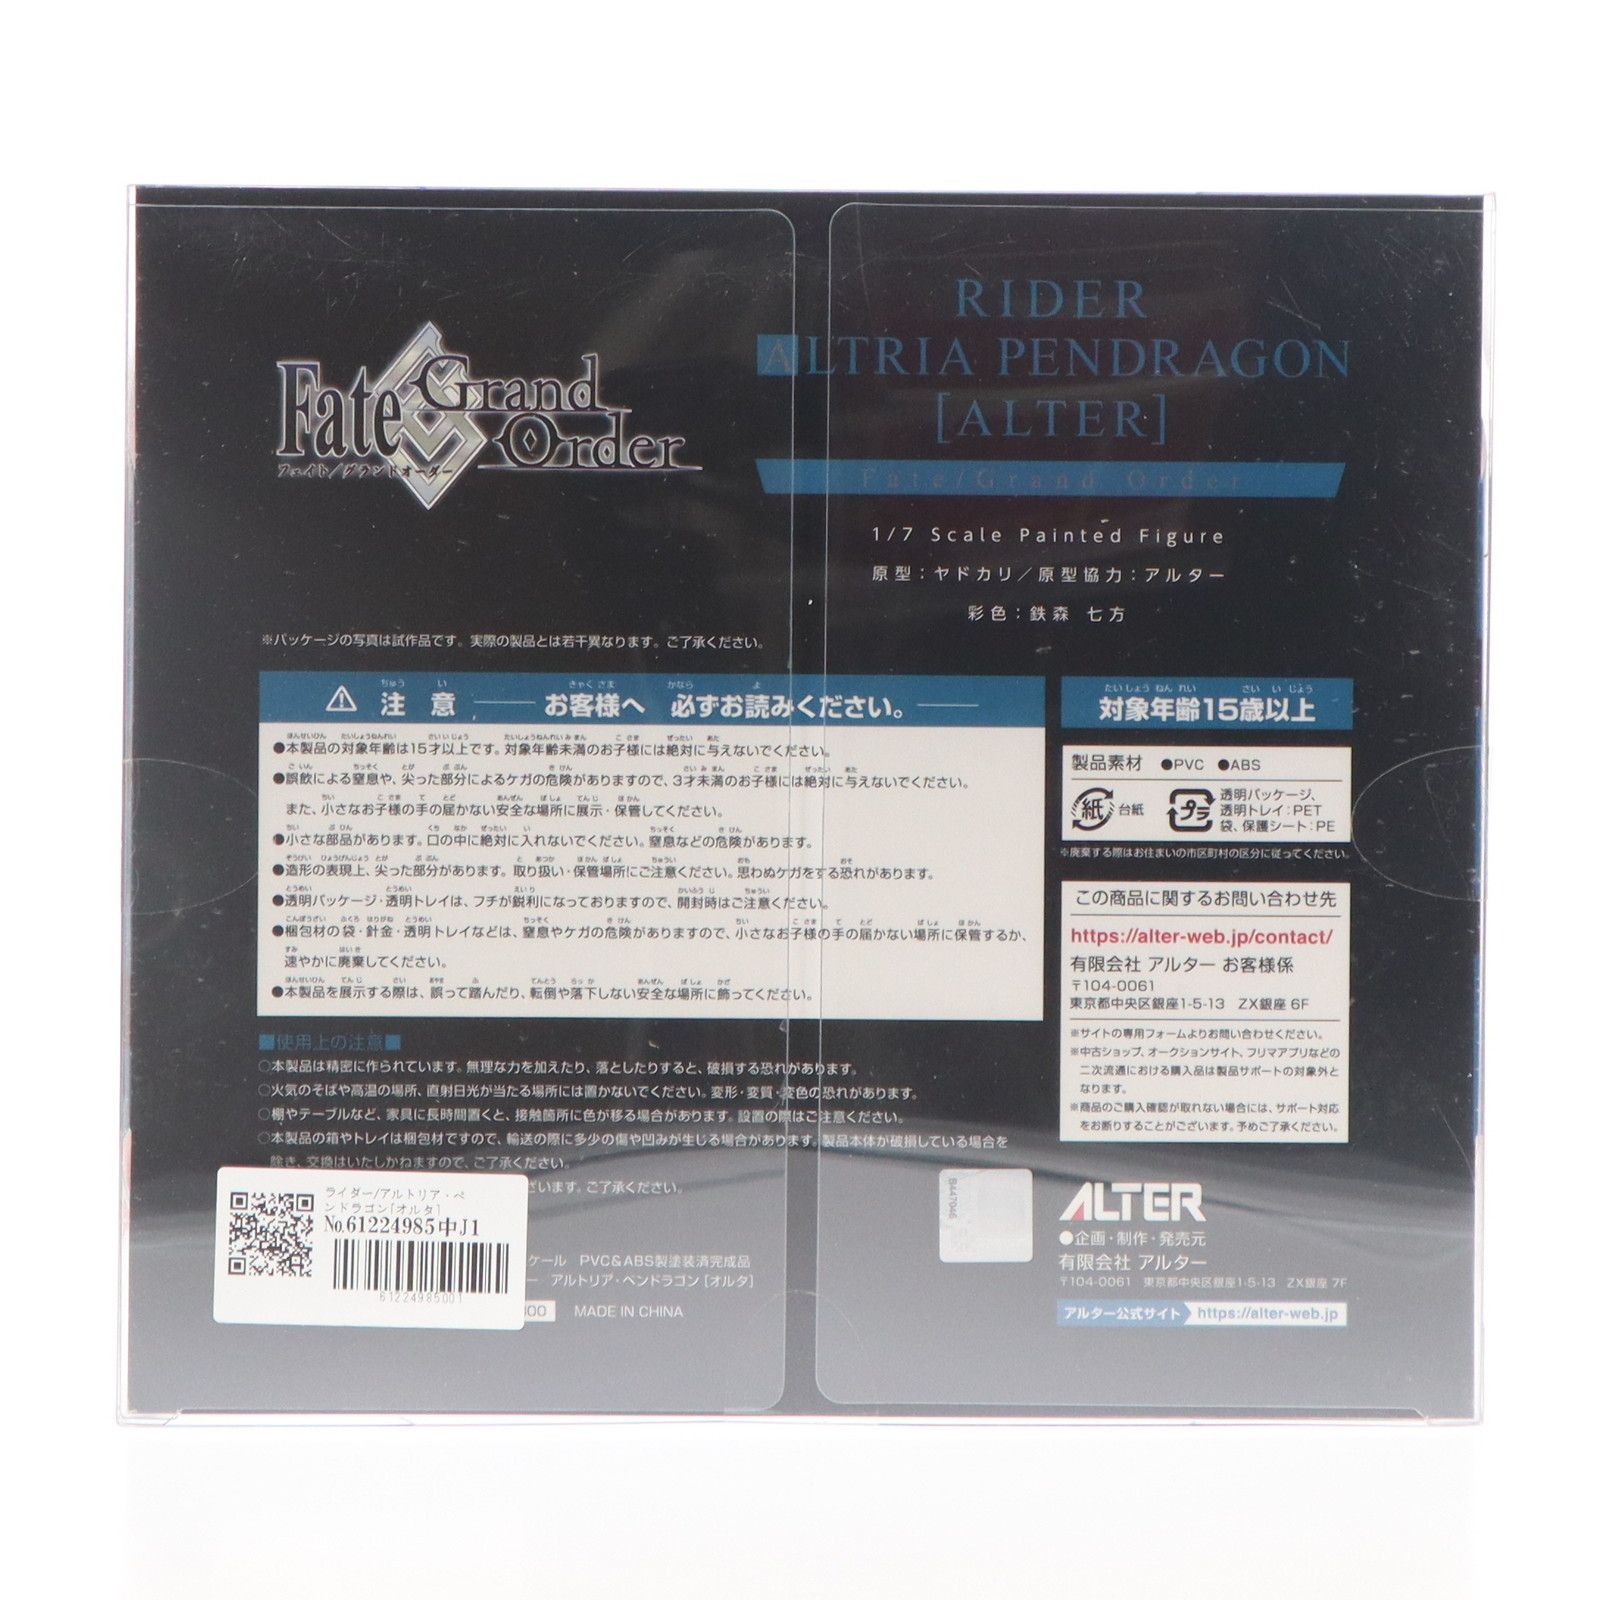 Fate Grand Order
フェイト/グランドオーダー
RIDER
ALTRIA PENDRAGON
[ALTER]
Fate/Grand Order
1/7 Scale Painted Figure
原型：ヤドカリ／原型協力：アルター
彩色：鉄森 七方
※パッケージの写真は試作品です。実際の製品とは若干異なります。ご了承ください。
注 意 お客様へ 必ずお読みください。
●本製品の対象年齢は15才以上です。対象年齢未満のお子様には絶対に与えないでください。
●誤飲による窒息や、尖った部分によるケガの危険がありますので、3才未満のお子様には絶対に与えないでください。
また、小さなお子様の手の届かない安全な場所に展示・保管してください。
●小さな部品があります。口の中に絶対に入れないでください。窒息などの危険があります。
●造形の表現上、尖った部分があります。取り扱い・保管場所にご注意ください。思わぬケガをする恐れがあります。
●透明パッケージ・透明トレイは、フチが鋭利になっておりますので、開封時はご注意ください。
●梱包材の袋・針金・透明トレイなどは、窒息やケガの危険がありますので、小さなお子様の手の届かない場所に保管するか、
速やかに廃棄してください。
●本製品を展示する際は、誤って踏んだり、転倒や落下しない安全な場所に飾ってください。
■使用上の注意■
○本製品は精密に作られています。無理な力を加えたり、落としたりすると、破損する恐れがあります。
○火気のそばや高温の場所、直射日光が当たる場所には置かないでください。変形・変質・変色の恐れがあります。
○棚やテーブルなど、家具に長時間置くと、接触箇所に色が移る場合があります。設置の際はご注意ください。
○本製品の箱やトレイは梱包材ですので、輸送の際に多少の傷や凹みが生じる場合があります。製品本体が破損している場合を
除き、交換はいたしかねますので、ご了承ください。
ざいます。ご了承ください。
ライダー/アルトリア・ペ
ンドラゴン[オルタ]
No.61224985中J1
61224985001
ケール PVC&ABS製塗装済完成品
ー アルトリア・ペンドラゴン[オルタ]
00 MADE IN CHINA
対象年齢15歳以上
製品素材 ●PVC ●ABS
紙 台紙
プラ 透明パッケージ、
透明トレイ：PET
袋、保護シート：PE
※廃棄する際はお住まいの市区町村の区分に従ってください。
この商品に関するお問い合わせ先
https://alter-web.jp/contact/
有限会社 アルター お客様係
〒104-0061
東京都中央区銀座1-5-13 ZX銀座 6F
※サイトの専用フォームよりお問い合わせください。
※中古ショップ、オークションサイト、フリマアプリなどの
二次流通における購入品は製品サポートの対象外と
なります。
※商品のご購入確認が取れない場合には、サポート対応
をお断りすることがございます。予めご了承ください。
B447046
ALTER
●企画・制作・発売元
有限会社 アルター
〒104-0061 東京都中央区銀座1-5-13 ZX銀座 7F
アルター公式サイト https://alter-web.jp